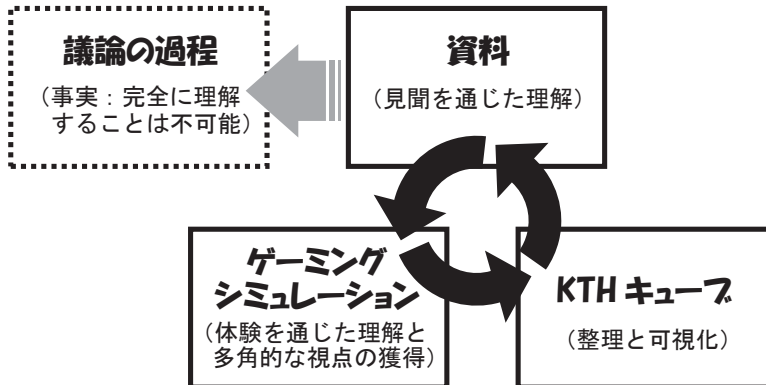 議論の過程
（事実：完全に理解
することは不可能）
資料
（見聞を通じた理解）
ゲーミング
シミュレーション
（体験を通じた理解と
多角的な視点の獲得）
KTHキューブ
（整理と可視化）